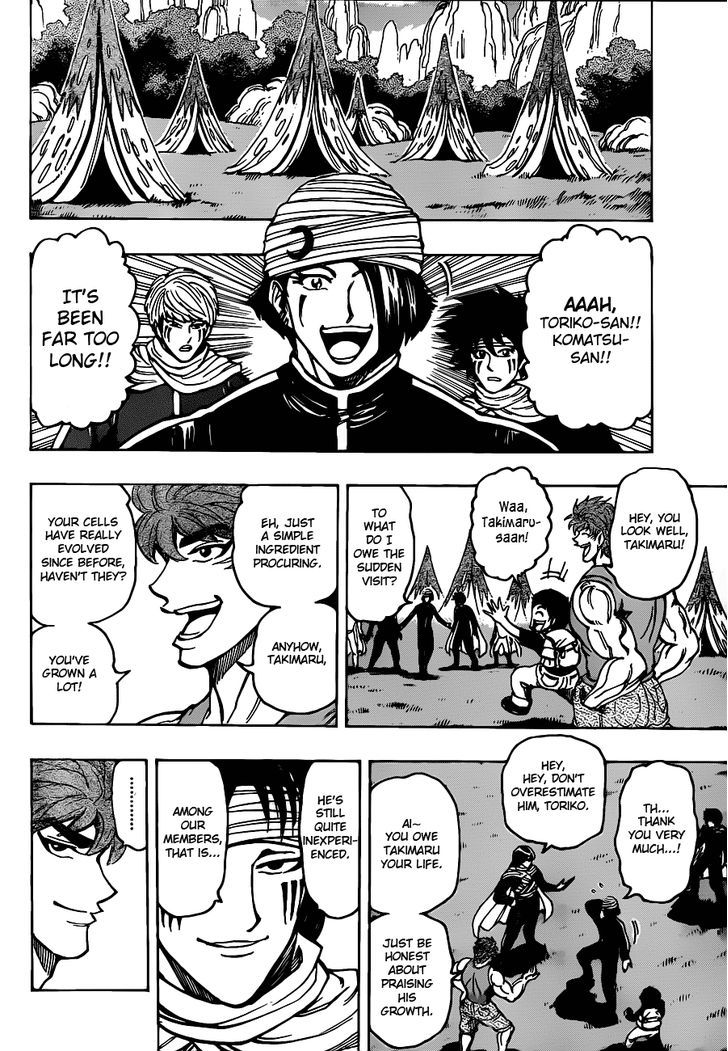 AAAH,
TORIKO-SAN!!
KOMATSU-
SAN!!
IT'S
BEEN
FAR TOO
LONG!!
HEY, YOU
LOOK WELL,
TAKIMARU!
Waa,
Takimaru-
saan!
TO
WHAT
DO I
OWE THE
SUDDEN
VISIT?
EH, JUST
A SIMPLE
INGREDIENT
PROCURING.
ANYHOW,
TAKIMARU,
YOUR CELLS
HAVE REALLY
EVOLVED
SINCE BEFORE,
HAVEN'T THEY?
YOU'VE
GROWN A
LOT!
TH...
THANK
YOU VERY
MUCH...!
HEY,
HEY, DON'T
OVERESTIMATE
HIM, TORIKO.
AI~
YOU OWE
TAKIMARU
YOUR LIFE.
JUST BE
HONEST
ABOUT
PRAISING
HIS
GROWTH.
HE'S
STILL
QUITE
INEXPERI-
ENCED.
AMONG
OUR
MEMBERS,
THAT IS...
.........